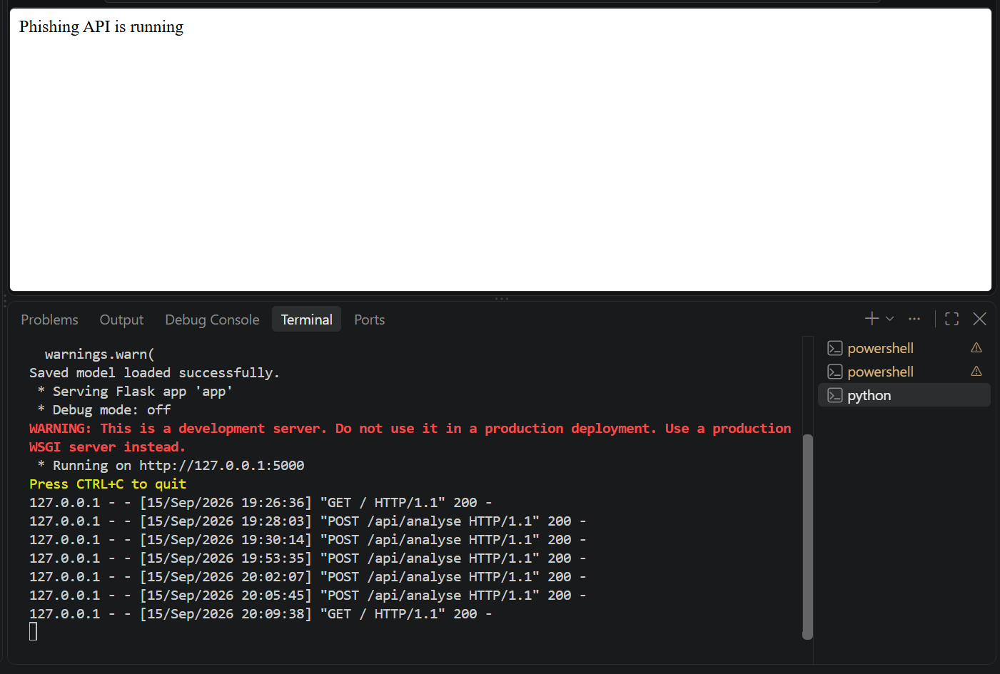 Phishing API is running
Problems Output Debug Console Terminal Ports
powershell
powershell
python
warnings.warn(
Saved model loaded successfully.
* Serving Flask app 'app'
* Debug mode: off
WARNING: This is a development server. Do not use it in a production deployment. Use a production
WSGI server instead.
* Running on http://127.0.0.1:5000
Press CTRL+C to quit
127.0.0.1 - - [15/Sep/2026 19:26:36] "GET / HTTP/1.1" 200 -
127.0.0.1 - - [15/Sep/2026 19:28:03] "POST /api/analyse HTTP/1.1" 200 -
127.0.0.1 - - [15/Sep/2026 19:30:14] "POST /api/analyse HTTP/1.1" 200 -
127.0.0.1 - - [15/Sep/2026 19:53:35] "POST /api/analyse HTTP/1.1" 200 -
127.0.0.1 - - [15/Sep/2026 20:02:07] "POST /api/analyse HTTP/1.1" 200 -
127.0.0.1 - - [15/Sep/2026 20:05:45] "POST /api/analyse HTTP/1.1" 200 -
127.0.0.1 - - [15/Sep/2026 20:09:38] "GET / HTTP/1.1" 200 -